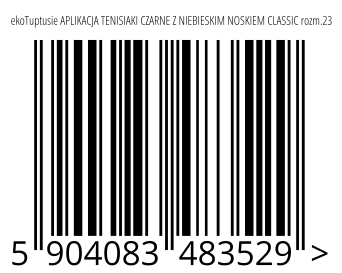 ekoTuptusie APLIKACJA TENISIAKI CZARNE Z NIEBIESKIM NOSKIEM CLASSIC rozm.23
5 904083 483529 >